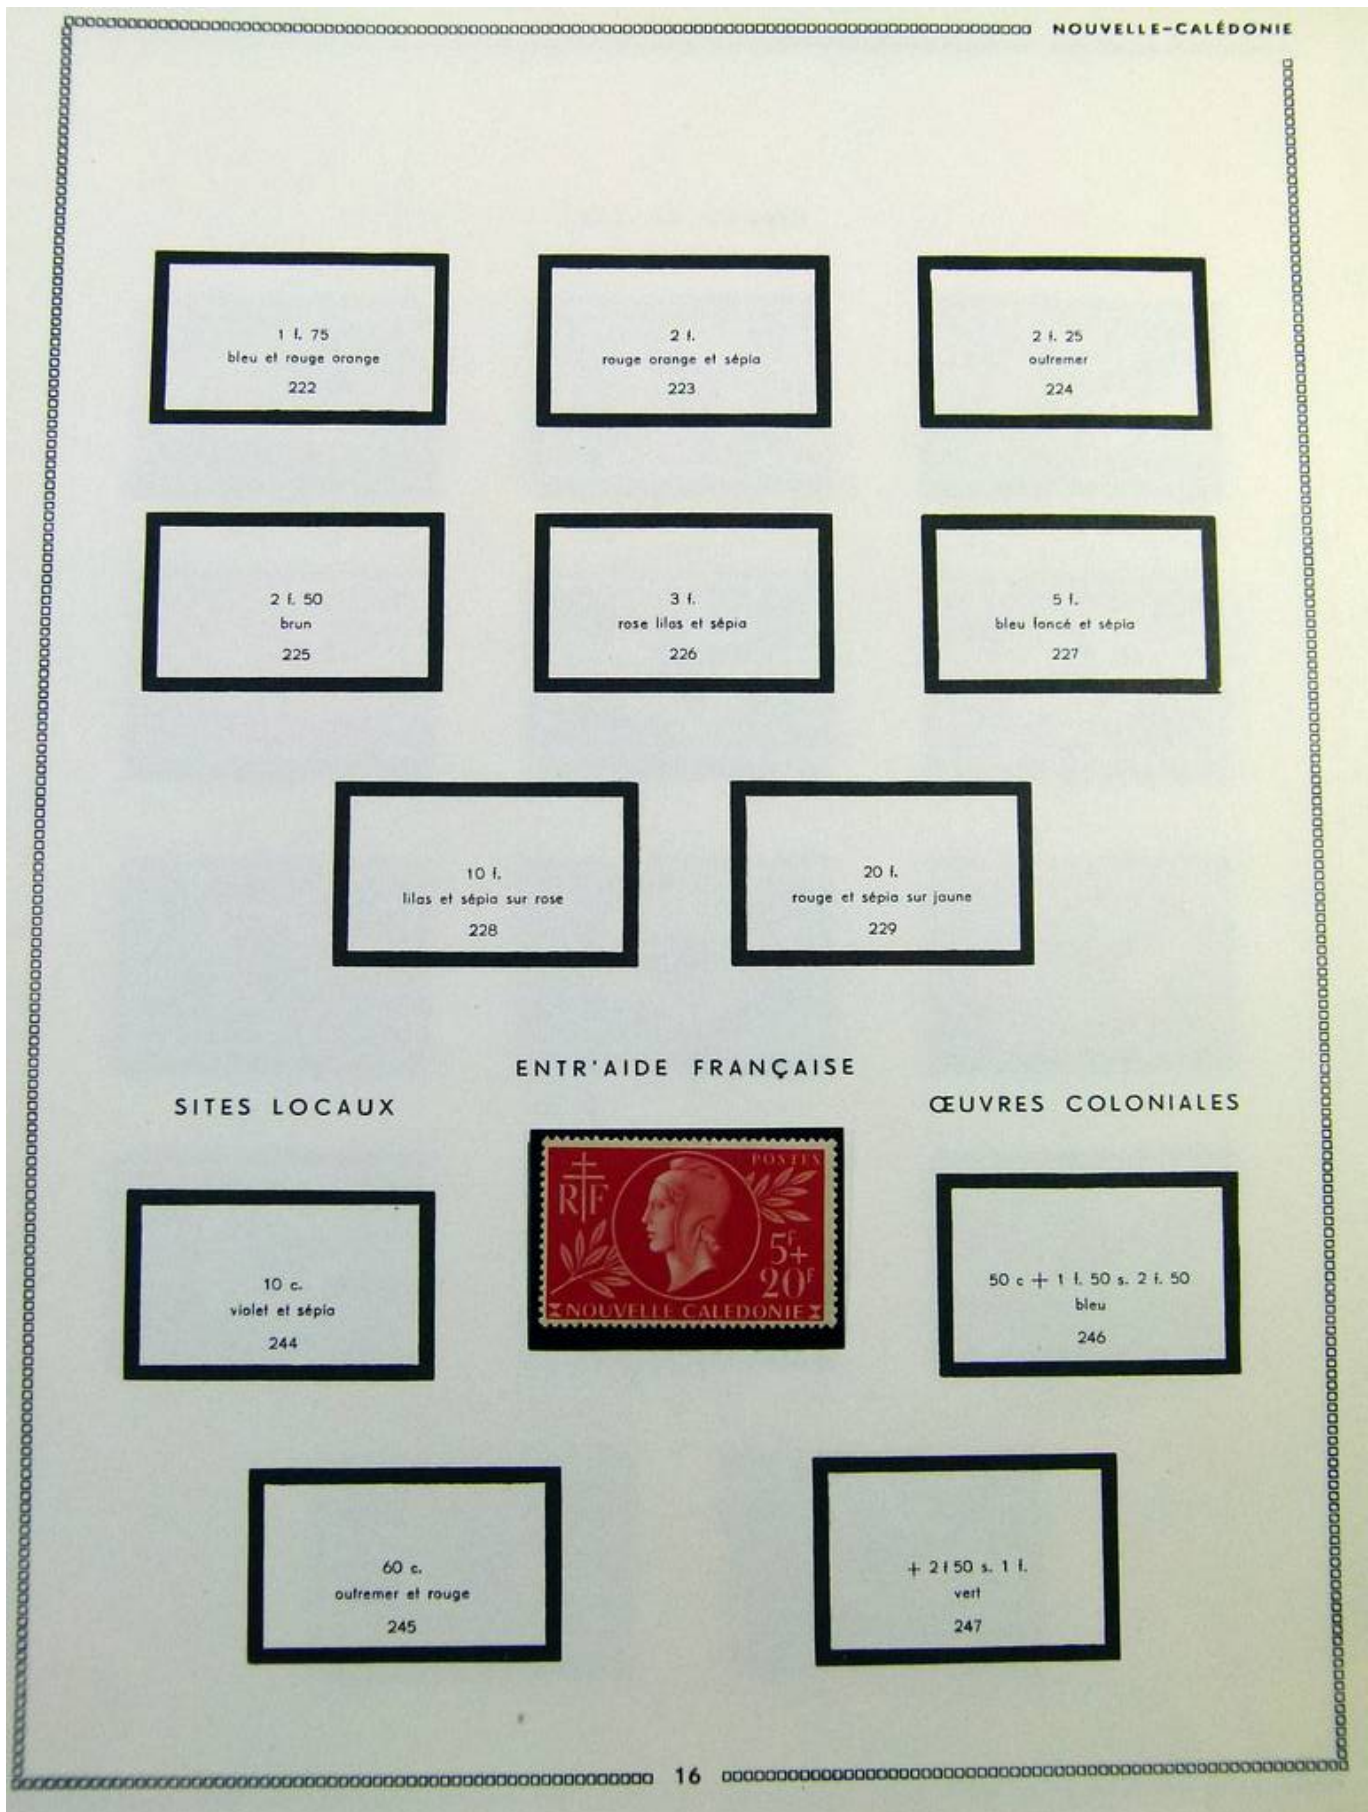 NOUVELLE-CALÉDONIE
1 f. 75
bleu et rouge orange
222
2 f.
rouge orange et sépia
223
2 f. 25
outremer
224
2 f. 50
brun
225
3 f.
rose lilas et sépia
226
5 f.
bleu foncé et sépia
227
10 f.
lilas et sépia sur rose
228
20 f.
rouge et sépia sur jaune
229
ENTR'AIDE FRANÇAISE
SITES LOCAUX
ŒUVRES COLONIALES
POSTES
RF
5F+
20F
NOUVELLE CALEDONIE
10 c.
violet et sépia
244
50 c + 1 f. 50 s. 2 f. 50
bleu
246
60 c.
outremer et rouge
245
+ 2 f 50 s. 1 f.
vert
247
16